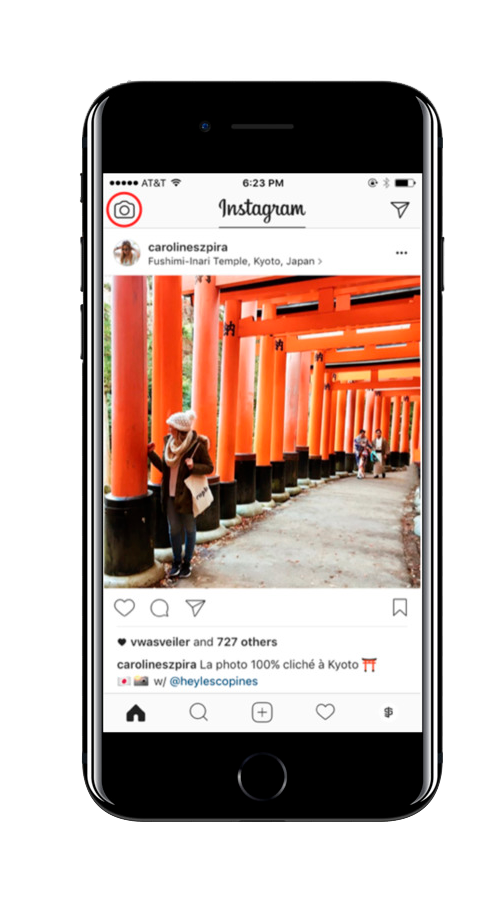 AT&T 6:23 PM
Instagram
carolineszpira
Fushimi-Inari Temple, Kyoto, Japan >
vwasveiler and 727 others
carolineszpira La photo 100% cliché à Kyoto ⛩️
🇯🇵 📸 w/ @heylescopines